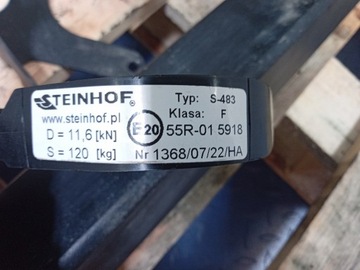 STEINHOF® Typ: S-483
www.steinhof.pl Klasa: F
D = 11,6 [kN] E20 55R-01 5918
S = 120 [kg] Nr 1368/07/22/HA